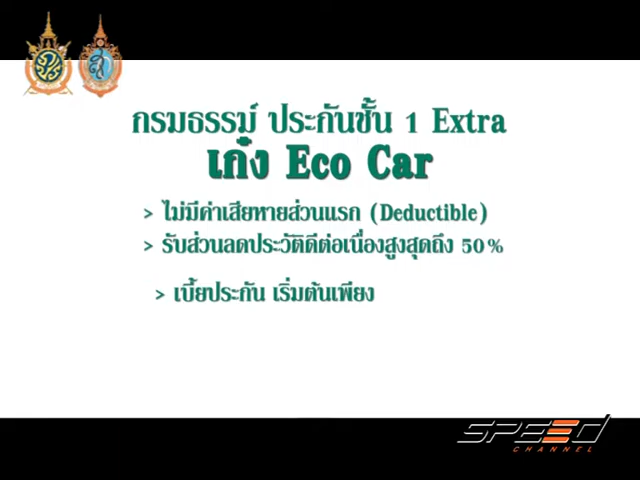 กรมธรรม์ ประกันชั้น 1 Extra
เก๋ง Eco Car
> ไม่มีค่าเสียหายส่วนแรก (Deductible)
> รับส่วนลดประวัติดีต่อเนื่องสูงสุดถึง 50%
> เบี้ยประกัน เริ่มต้นเพียง
SPEED
CHANNEL